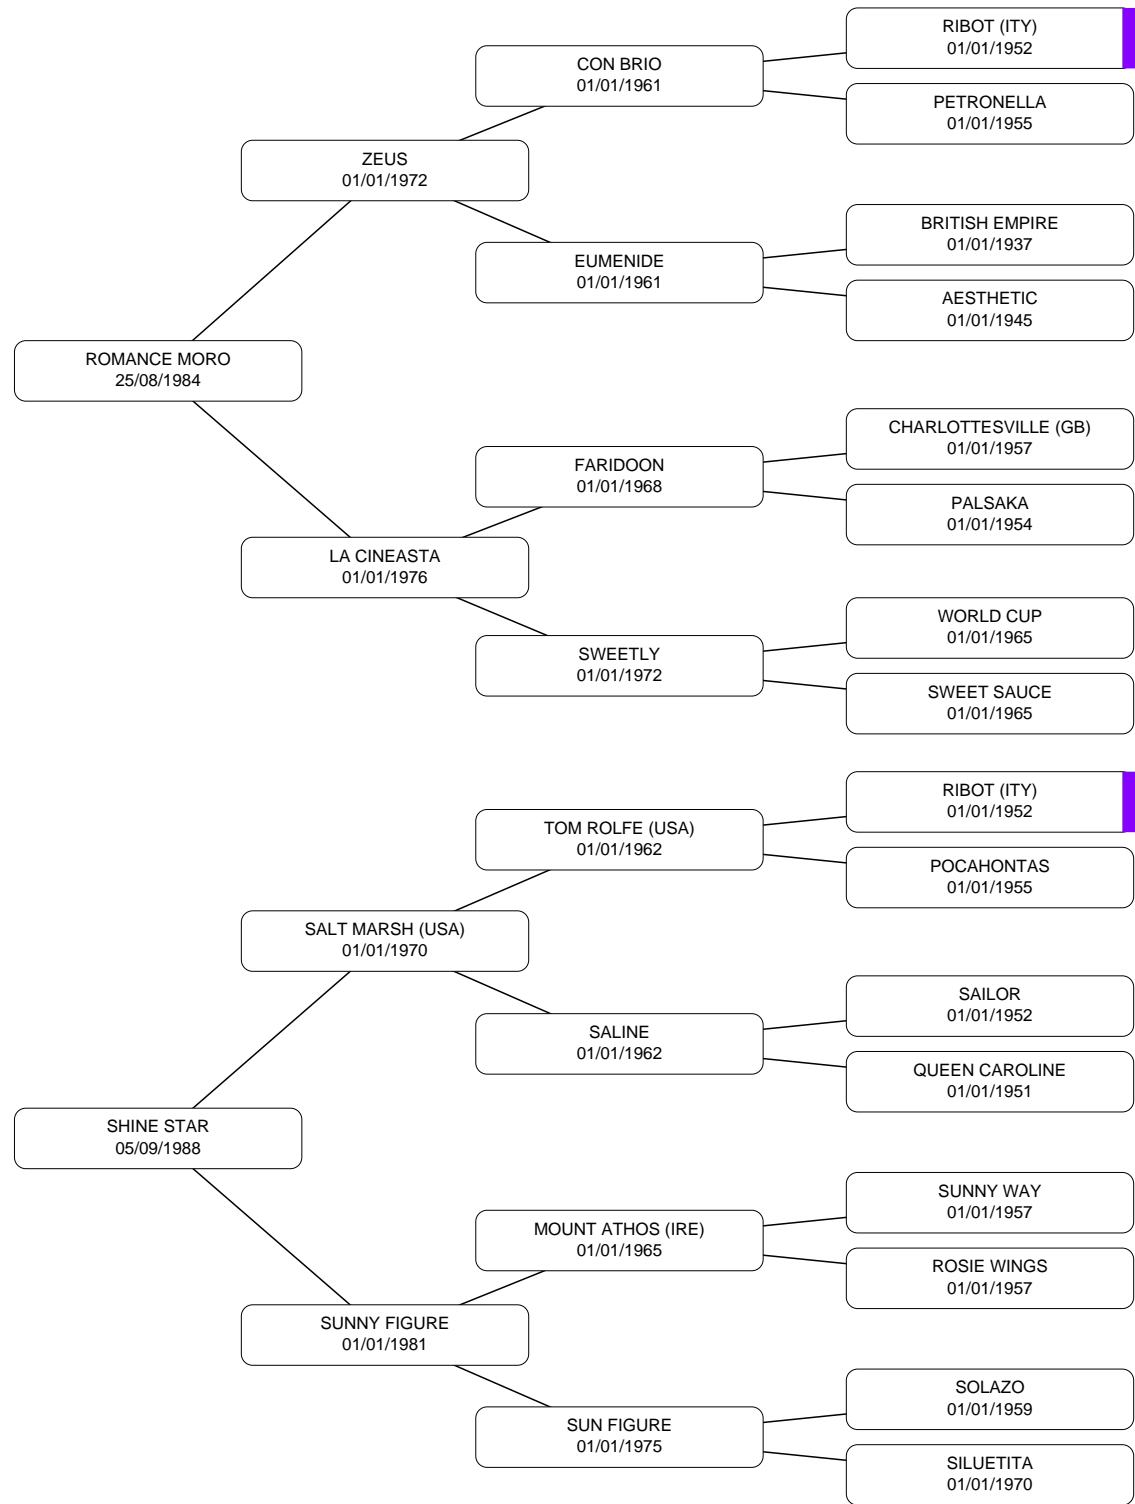 RIBOT (ITY)
01/01/1952
CON BRIO
01/01/1961
PETRONELLA
01/01/1955
ZEUS
01/01/1972
BRITISH EMPIRE
01/01/1937
EUMENIDE
01/01/1961
AESTHETIC
01/01/1945
ROMANCE MORO
25/08/1984
CHARLOTTESVILLE (GB)
01/01/1957
FARIDOON
01/01/1968
PALSAKA
01/01/1954
LA CINEASTA
01/01/1976
WORLD CUP
01/01/1965
SWEETLY
01/01/1972
SWEET SAUCE
01/01/1965
RIBOT (ITY)
01/01/1952
TOM ROLFE (USA)
01/01/1962
POCAHONTAS
01/01/1955
SALT MARSH (USA)
01/01/1970
SAILOR
01/01/1952
SALINE
01/01/1962
QUEEN CAROLINE
01/01/1951
SHINE STAR
05/09/1988
SUNNY WAY
01/01/1957
MOUNT ATHOS (IRE)
01/01/1965
ROSIE WINGS
01/01/1957
SUNNY FIGURE
01/01/1981
SOLAZO
01/01/1959
SUN FIGURE
01/01/1975
SILUETITA
01/01/1970